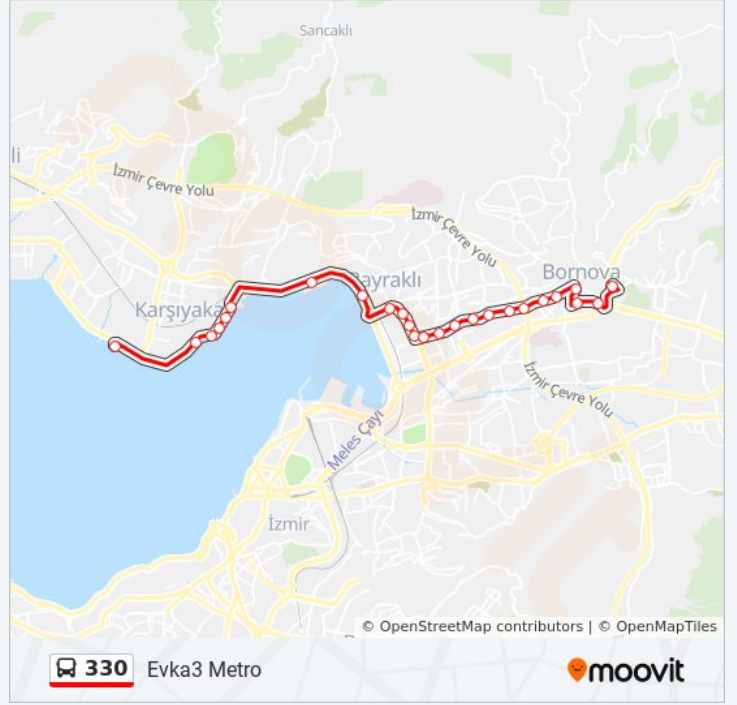 Sancaklı
li
İzmir Çevre Yolu
İzmir Çevre Yolu
Bayraklı
Bornova
Karşıyaka
İzmir Çevre Yolu
Meles Çayı
İzmir
© OpenStreetMap contributors | © OpenMapTiles
330 Evka3 Metro
moovit